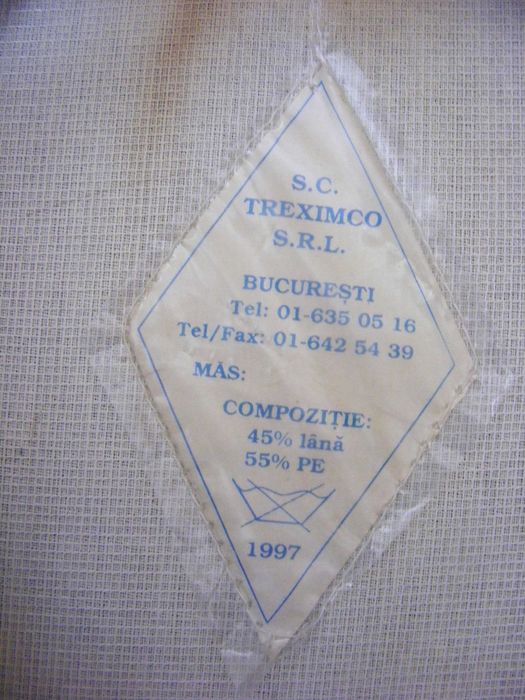 S.C.
TREXIMCO
S.R.L.
BUCUREȘTI
Tel: 01-635 05 16
Tel/Fax: 01-642 54 39
MĂS:
COMPOZIȚIE:
45% lână
55% PE
1997